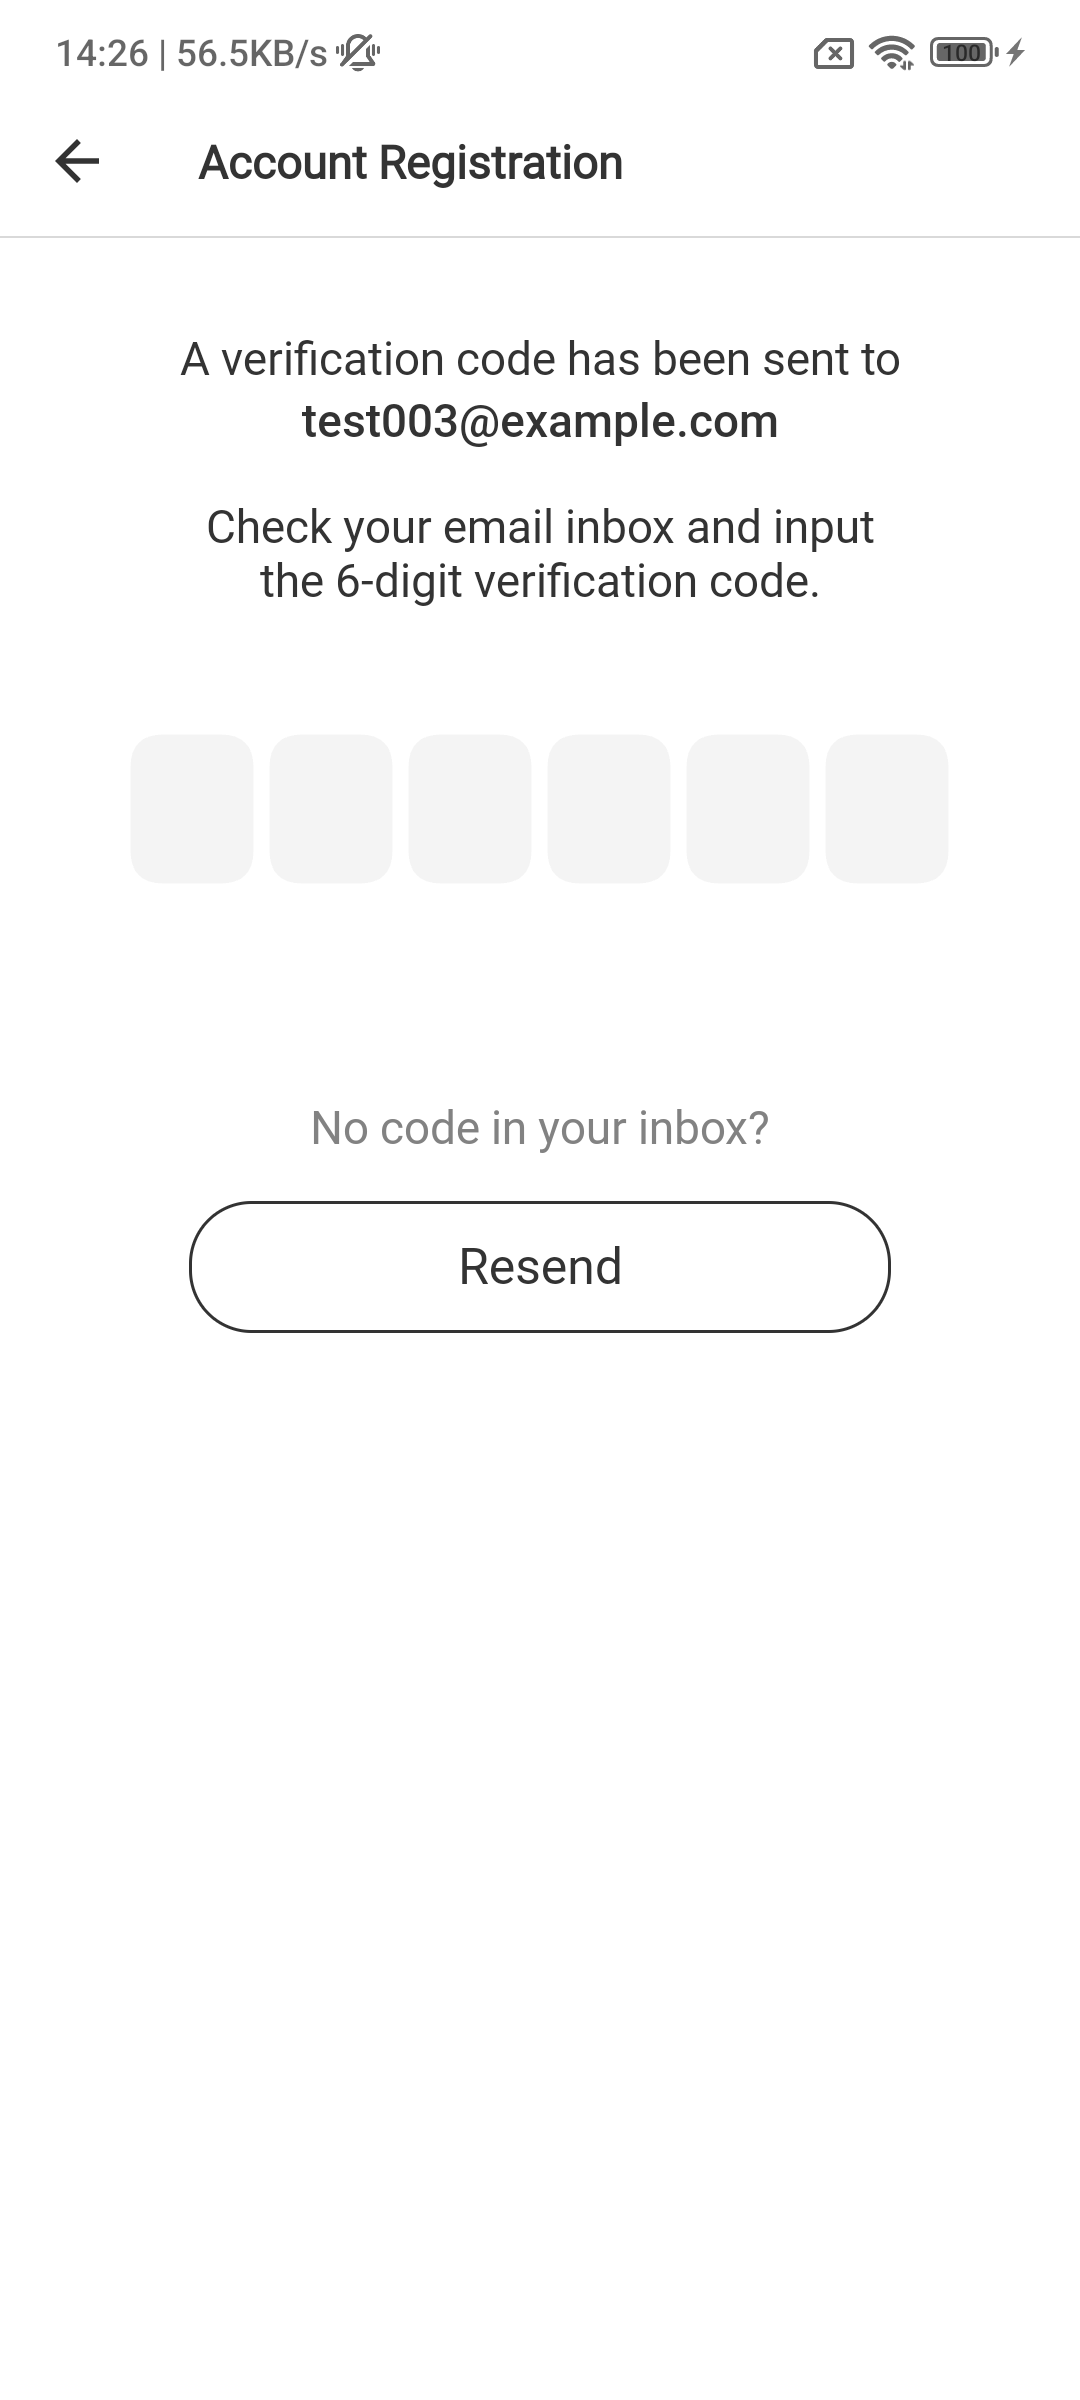 14:26 | 56.5KB/s
100
Account Registration
A verification code has been sent to
test003@example.com
Check your email inbox and input
the 6-digit verification code.
No code in your inbox?
Resend